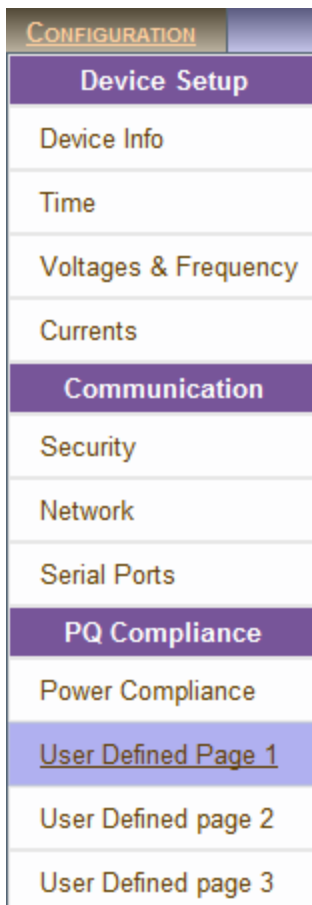 CONFIGURATION
Device Setup
Device Info
Time
Voltages & Frequency
Currents
Communication
Security
Network
Serial Ports
PQ Compliance
Power Compliance
User Defined Page 1
User Defined page 2
User Defined page 3